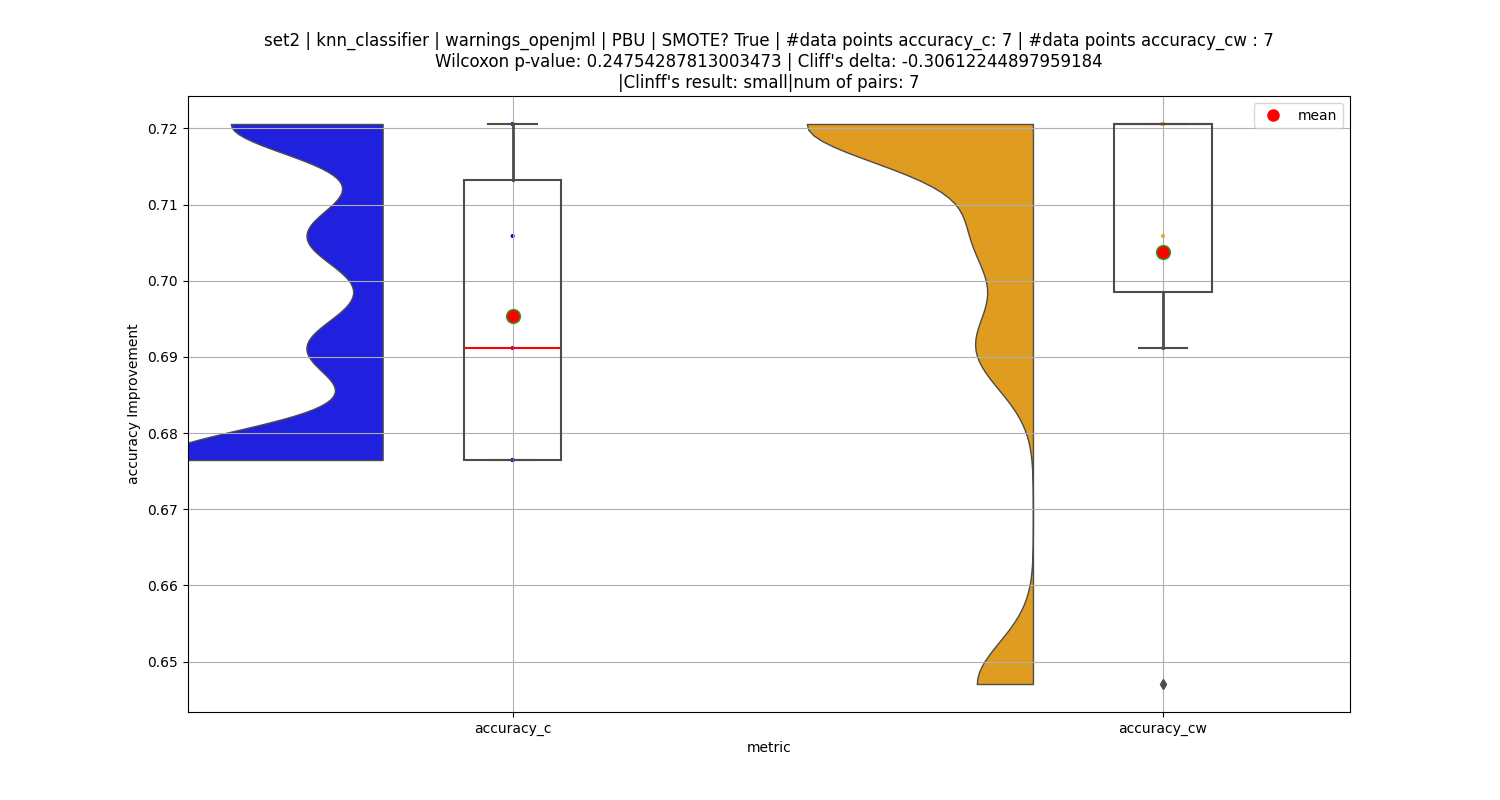 set2 | knn_classifier | warnings_openjml | PBU | SMOTE? True | #data points accuracy_c: 7 | #data points accuracy_cw : 7
Wilcoxon p-value: 0.24754287813003473 | Cliff's delta: -0.30612244897959184
|Clinff's result: small|num of pairs: 7
mean
0.72
0.71
0.70
0.69
0.68
0.67
0.66
0.65
accuracy Improvement
accuracy_c
accuracy_cw
metric